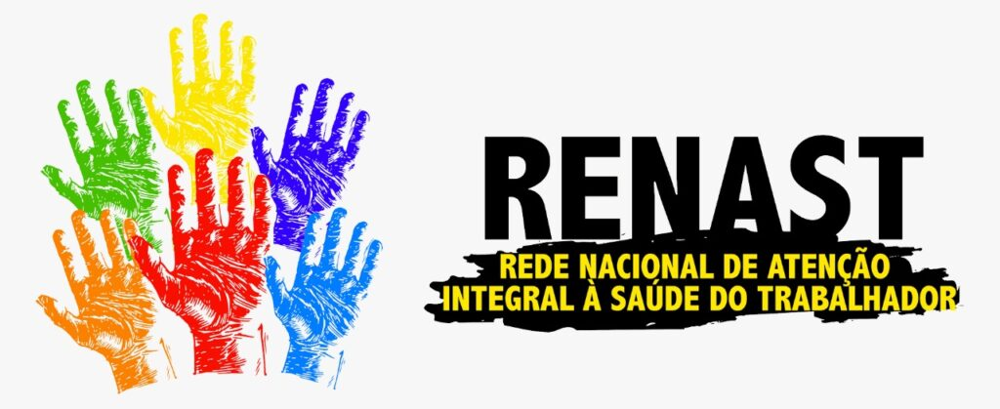 RENAST
REDE NACIONAL DE ATENÇÃO
INTEGRAL À SAÚDE DO TRABALHADOR